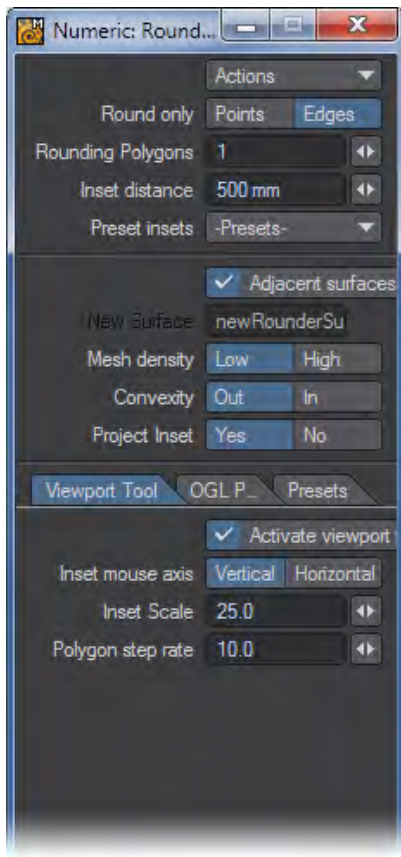 Numeric: Round...
Actions
Round only Points Edges
Rounding Polygons 1
Inset distance 500 mm
Preset insets -Presets-
Adjacent surfaces
New Surface newRounderSu
Mesh density Low High
Convexity Out In
Project Inset Yes No
Viewport Tool OGL P... Presets
Activate viewport
Inset mouse axis Vertical Horizontal
Inset Scale 25.0
Polygon step rate 10.0